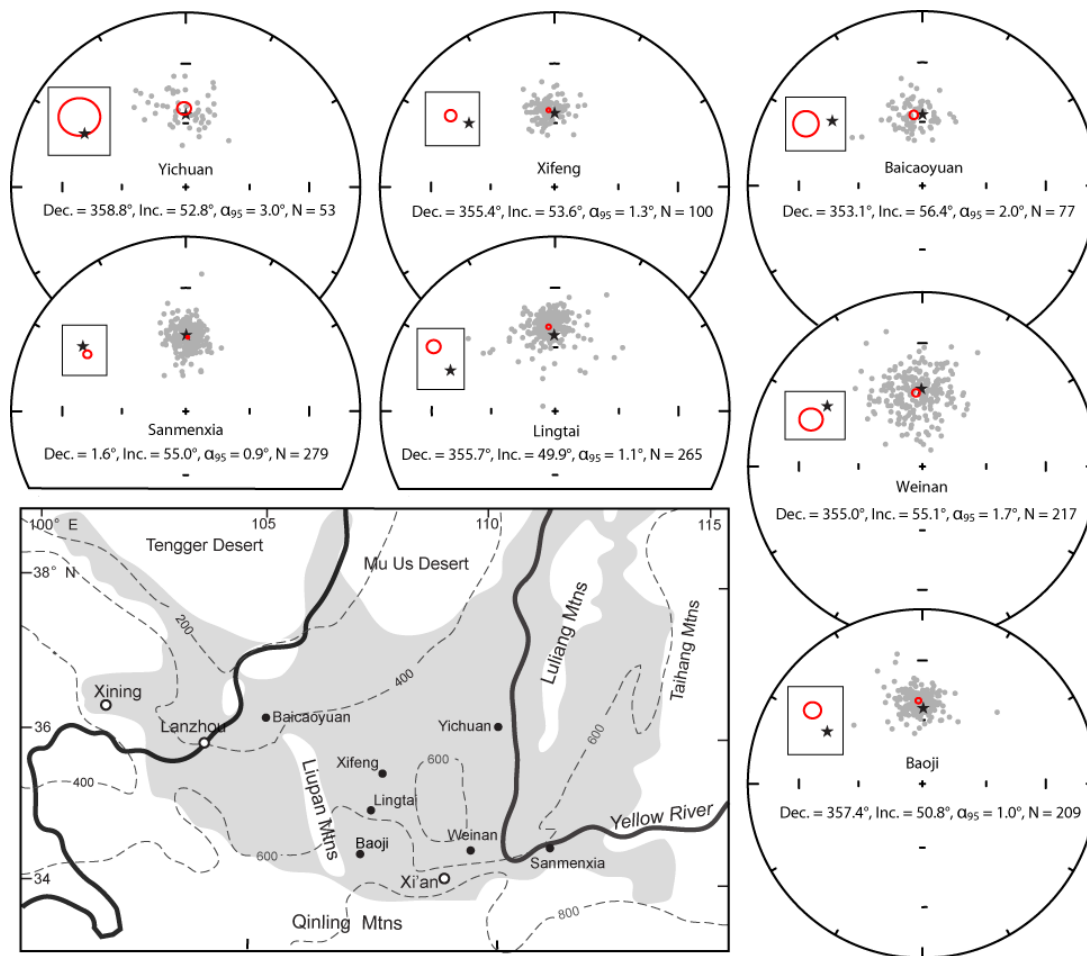 Yichuan
Dec. = 358.8°, Inc. = 52.8°, α95 = 3.0°, N = 53
Xifeng
Dec. = 355.4°, Inc. = 53.6°, α95 = 1.3°, N = 100
Baicaoyuan
Dec. = 353.1°, Inc. = 56.4°, α95 = 2.0°, N = 77
Sanmenxia
Dec. = 1.6°, Inc. = 55.0°, α95 = 0.9°, N = 279
Lingtai
Dec. = 355.7°, Inc. = 49.9°, α95 = 1.1°, N = 265
Weinan
Dec. = 355.0°, Inc. = 55.1°, α95 = 1.7°, N = 217
Baoji
Dec. = 357.4°, Inc. = 50.8°, α95 = 1.0°, N = 209
100° E
105
110
115
Tengger Desert
Mu Us Desert
38° N
200
400
Luliang Mtns
Taihang Mtns
Xining
Lanzhou
Baicaoyuan
Yichuan
36
600
400
Xifeng
600
Liupan Mtns
Lingtai
Yellow River
600
Baoji
Weinan
Sanmenxia
34
Xi'an
Qinling Mtns
800